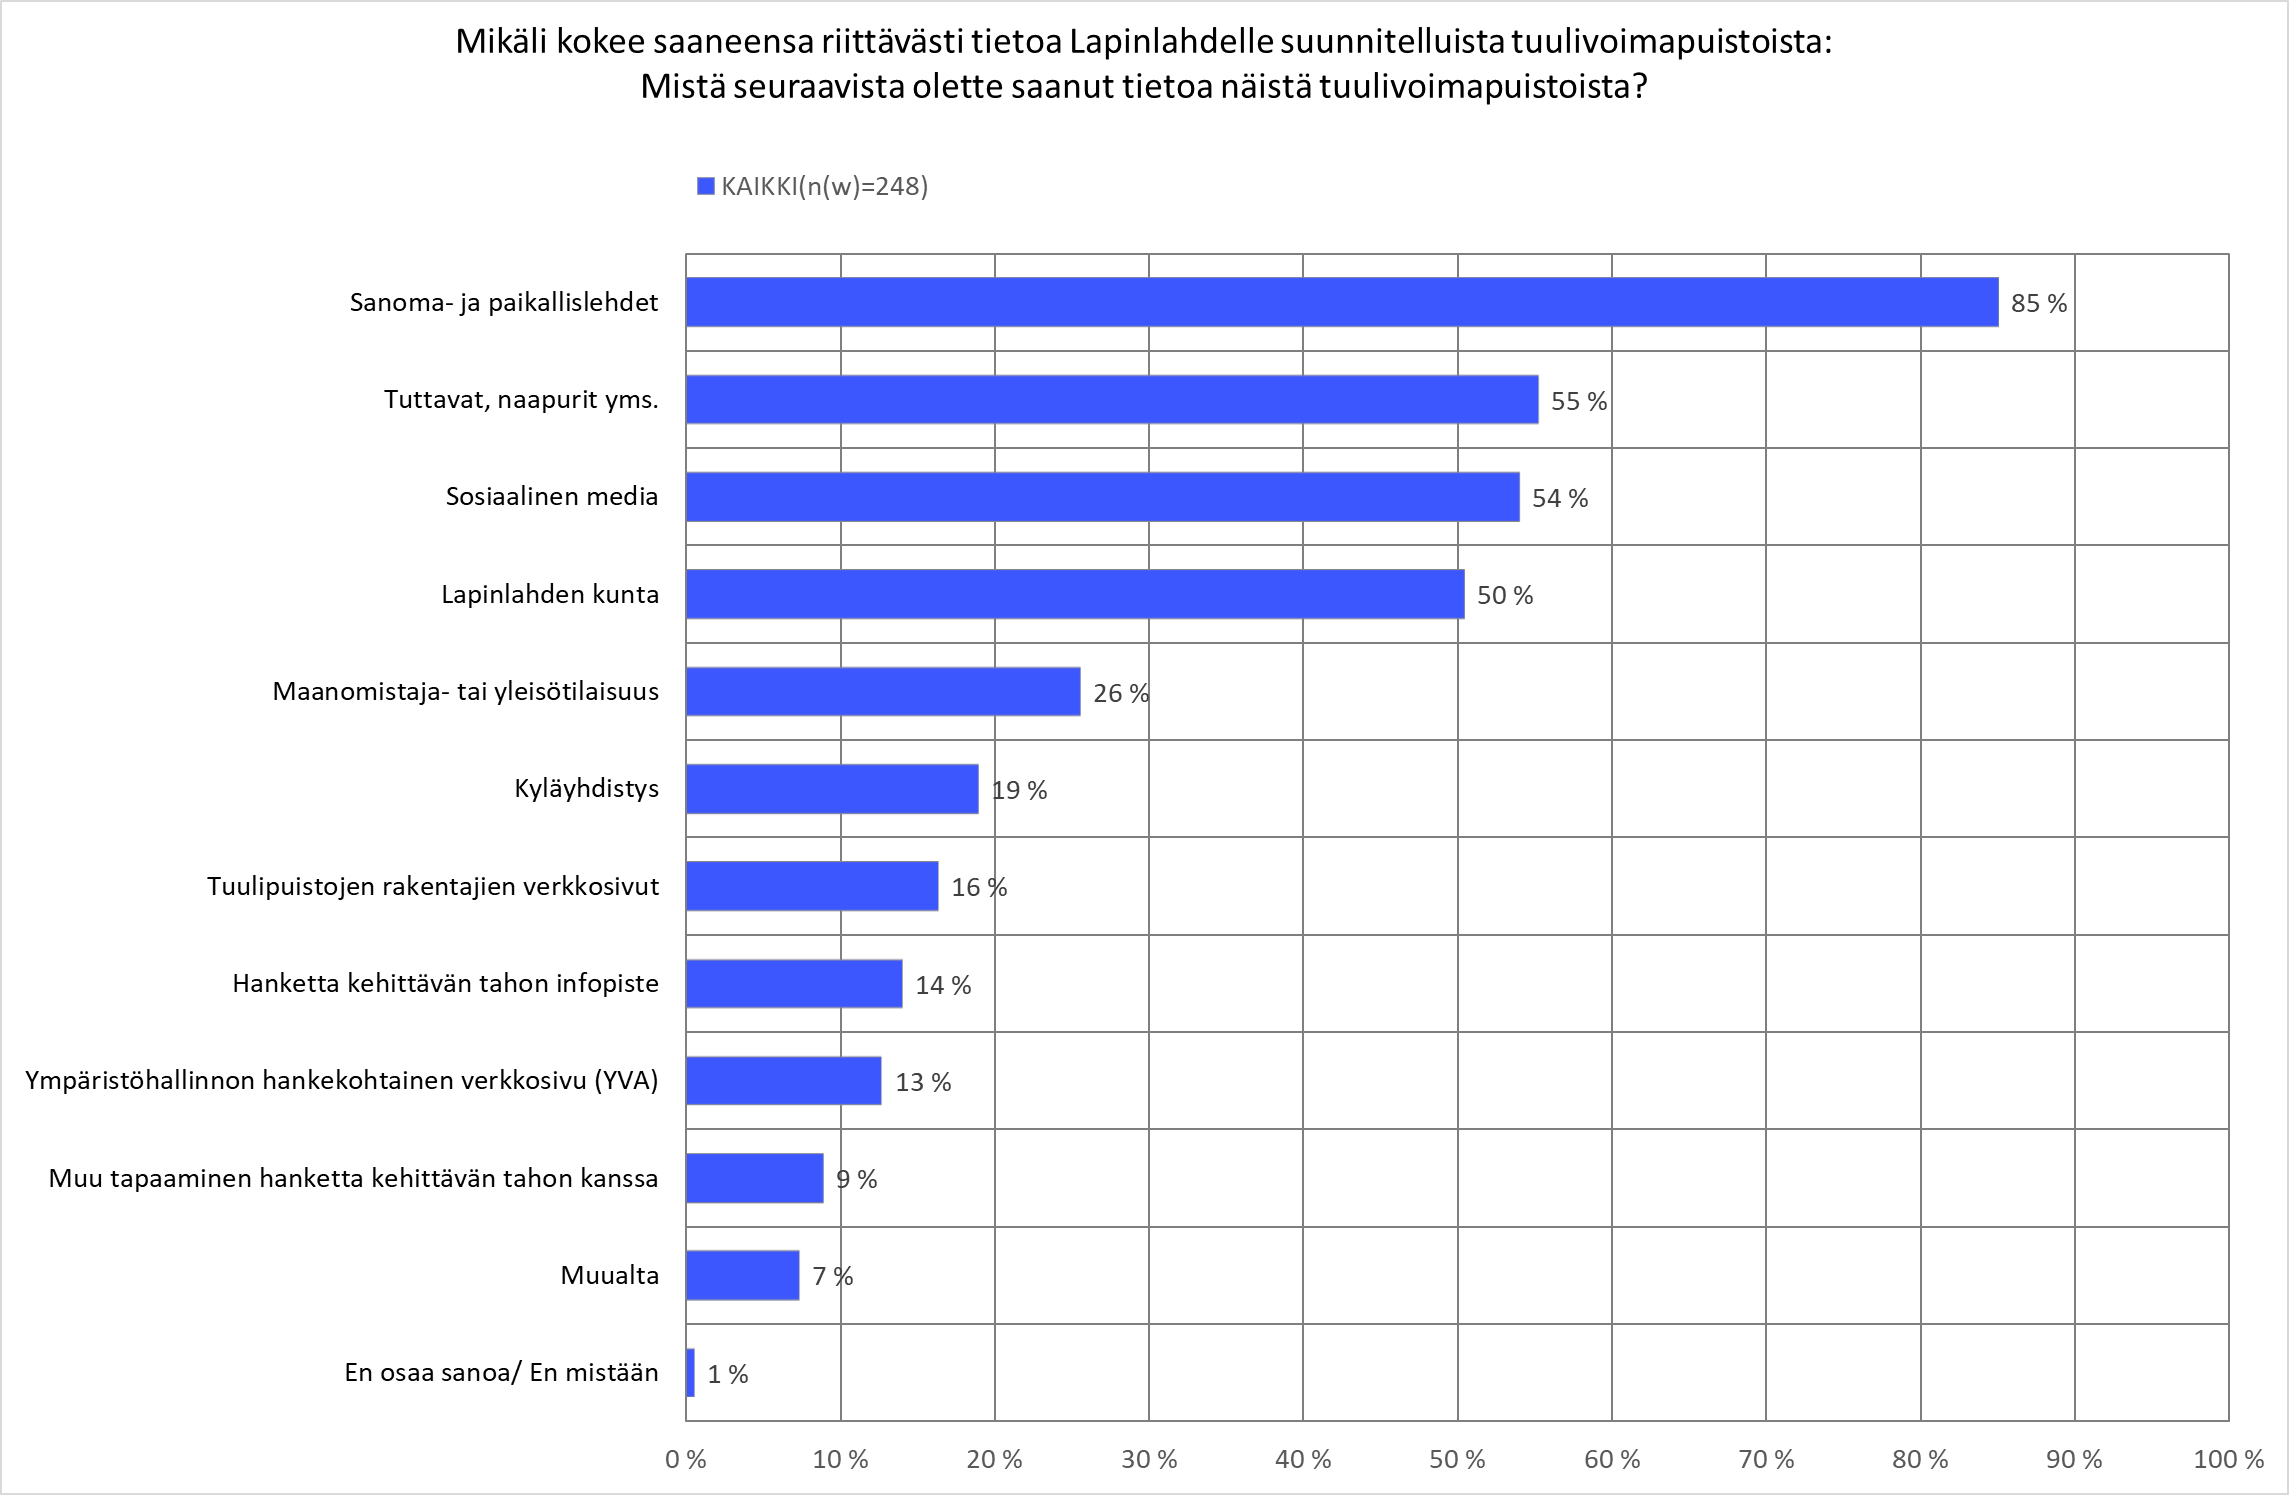 Mikäli kokee saaneensa riittävästi tietoa Lapinlahdelle suunnitelluista tuulivoimapuistoista:
Mistä seuraavista olette saanut tietoa näistä tuulivoimapuistoista?
KAIKKI(n(w)=248)
Sanoma- ja paikallislehdet 85 %
Tuttavat, naapurit yms. 55 %
Sosiaalinen media 54 %
Lapinlahden kunta 50 %
Maanomistaja- tai yleisötilaisuus 26 %
Kyläyhdistys 19 %
Tuulipuistojen rakentajien verkkosivut 16 %
Hanketta kehittävän tahon infopiste 14 %
Ympäristöhallinnon hankekohtainen verkkosivu (YVA) 13 %
Muu tapaaminen hanketta kehittävän tahon kanssa 9 %
Muualta 7 %
En osaa sanoa/ En mistään 1 %
0 % 10 % 20 % 30 % 40 % 50 % 60 % 70 % 80 % 90 % 100 %